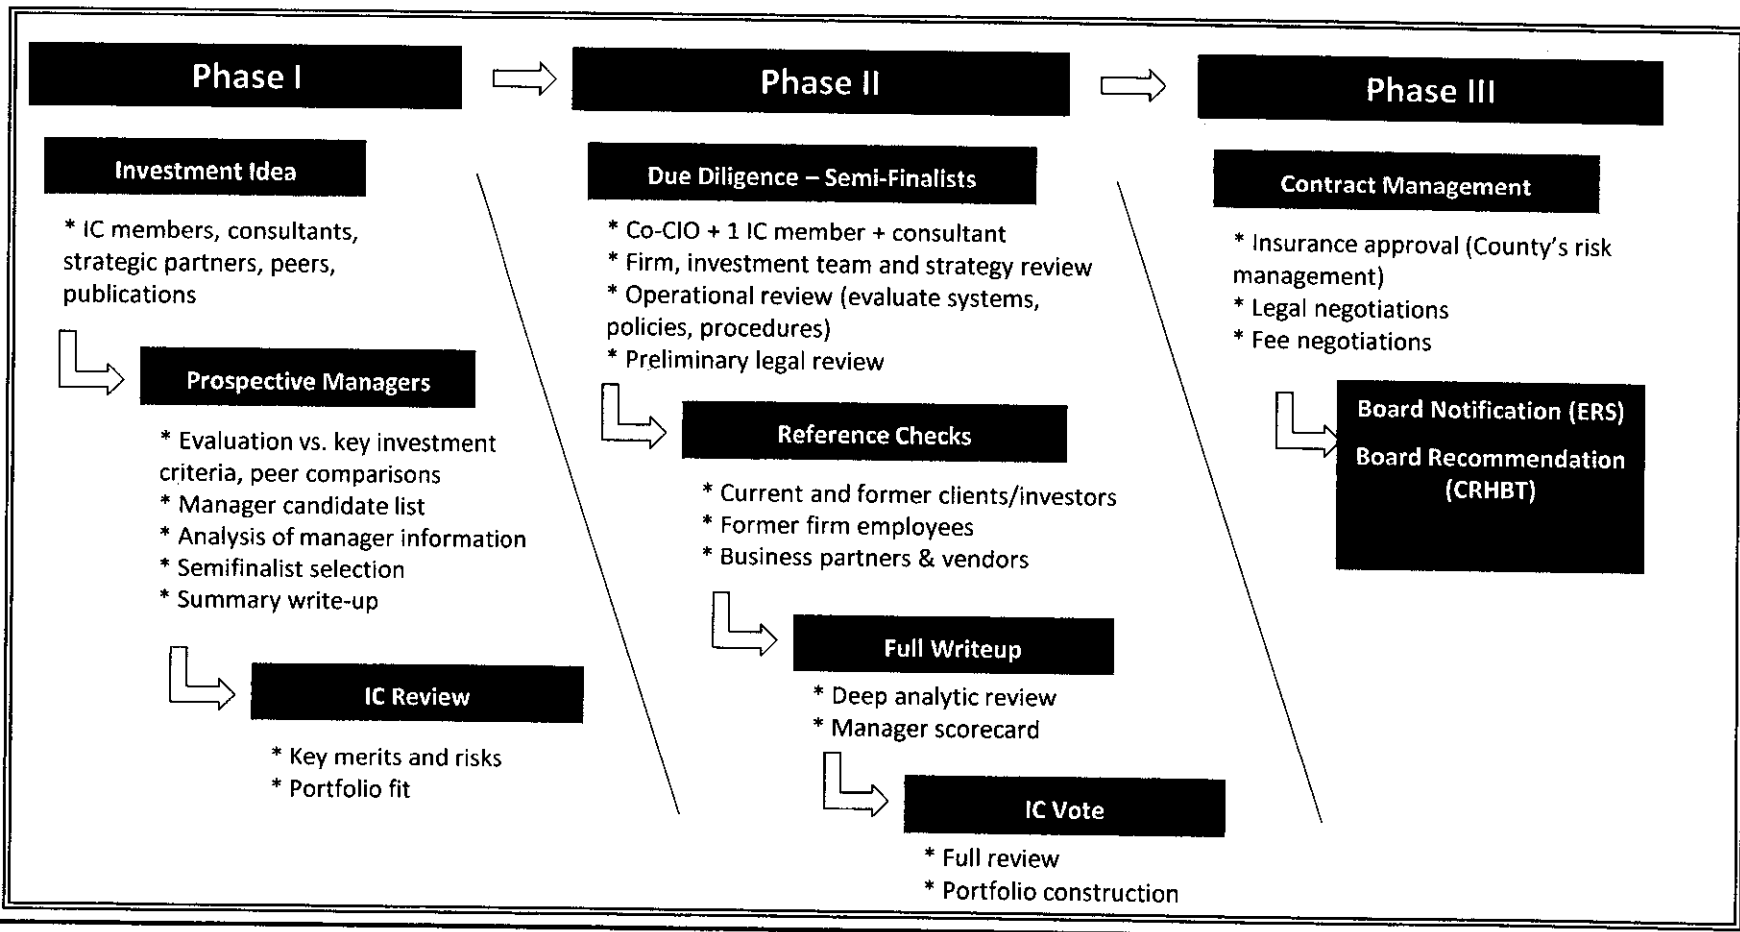 Phase I
Phase II
Phase III
Investment Idea
* IC members, consultants,
strategic partners, peers,
publications
Prospective Managers
* Evaluation vs. key investment
criteria, peer comparisons
* Manager candidate list
* Analysis of manager information
* Semifinalist selection
* Summary write-up
IC Review
* Key merits and risks
* Portfolio fit
Due Diligence – Semi-Finalists
* Co-CIO + 1 IC member + consultant
* Firm, investment team and strategy review
* Operational review (evaluate systems,
policies, procedures)
* Preliminary legal review
Reference Checks
* Current and former clients/investors
* Former firm employees
* Business partners & vendors
Full Writeup
* Deep analytic review
* Manager scorecard
IC Vote
* Full review
* Portfolio construction
Contract Management
* Insurance approval (County's risk
management)
* Legal negotiations
* Fee negotiations
Board Notification (ERS)
Board Recommendation
(CRHBT)